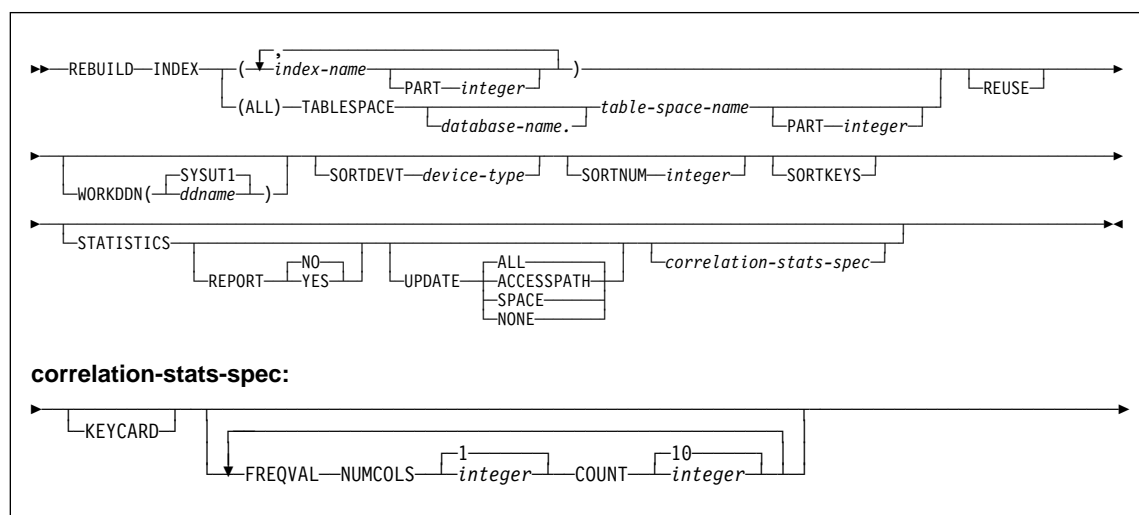 ,
REBUILD INDEX ( index-name PART integer )
(ALL) TABLESPACE database-name. table-space-name PART integer
REUSE
SYSUT1
WORKDDN( ddname )
SORTDEVT device-type SORTNUM integer SORTKEYS
STATISTICS
NO
REPORT YES
ALL
UPDATE ACCESSPATH
SPACE
NONE
correlation-stats-spec
correlation-stats-spec:
KEYCARD
1 10
FREQVAL NUMCOLS integer COUNT integer